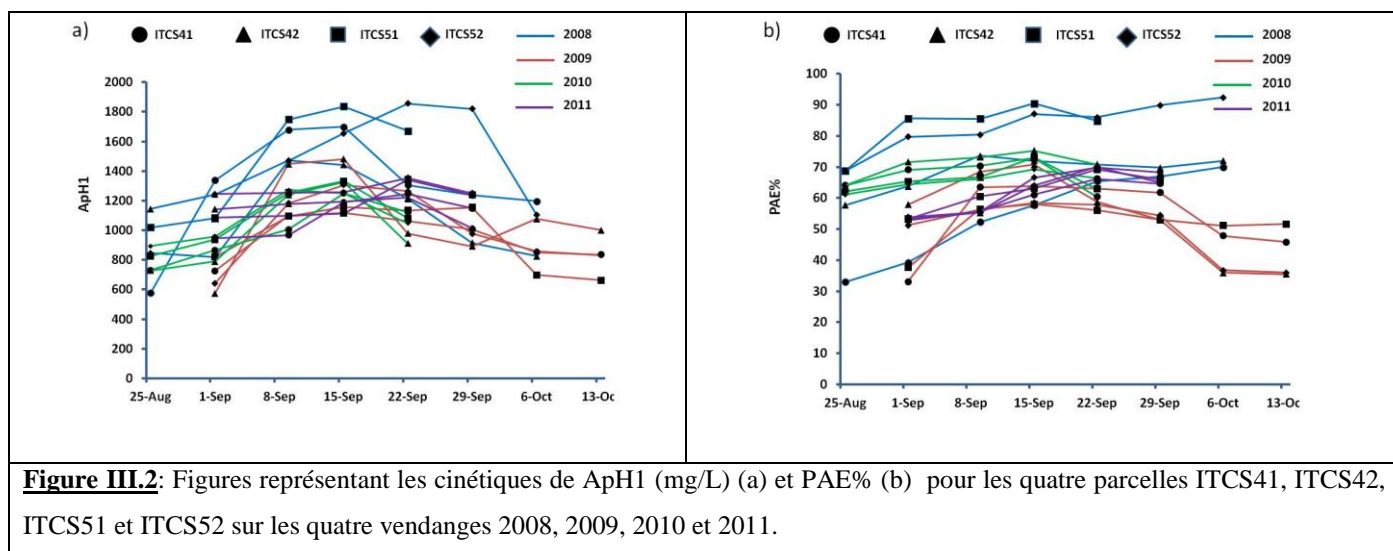 a)
ITCS41 ITCS42 ITCS51 ITCS52 2008
2009
2010
2011
ApH1
2000
1800
1600
1400
1200
1000
800
600
400
200
0
25-Aug 1-Sep 8-Sep 15-Sep 22-Sep 29-Sep 6-Oct 13-Oc
b)
ITCS41 ITCS42 ITCS51 ITCS52 2008
2009
2010
2011
PAE%
100
90
80
70
60
50
40
30
20
10
0
25-Aug 1-Sep 8-Sep 15-Sep 22-Sep 29-Sep 6-Oct 13-Oc
Figure III.2: Figures représentant les cinétiques de ApH1 (mg/L) (a) et PAE% (b) pour les quatre parcelles ITCS41, ITCS42,
ITCS51 et ITCS52 sur les quatre vendanges 2008, 2009, 2010 et 2011.